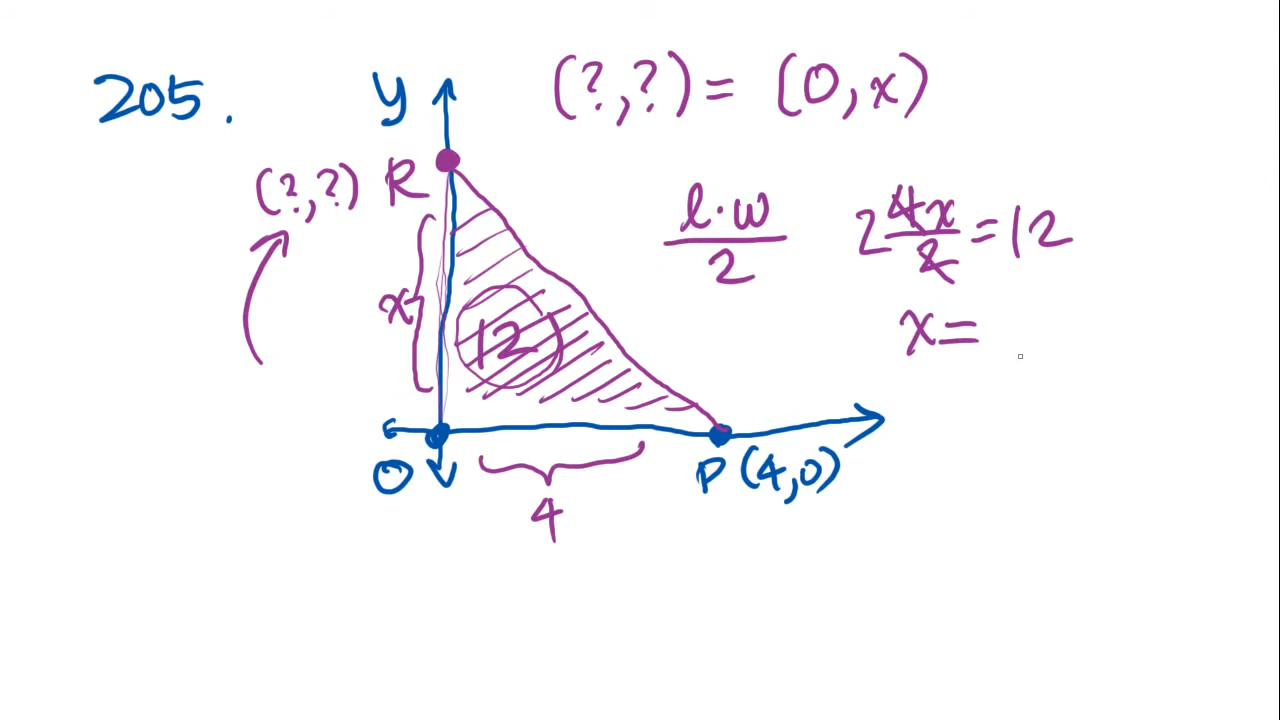 205.
y
(?,?) = (0,x)
(?,?) R
l·w
2
2 4x = 12
2
x
12
x=
O
P (4,0)
4